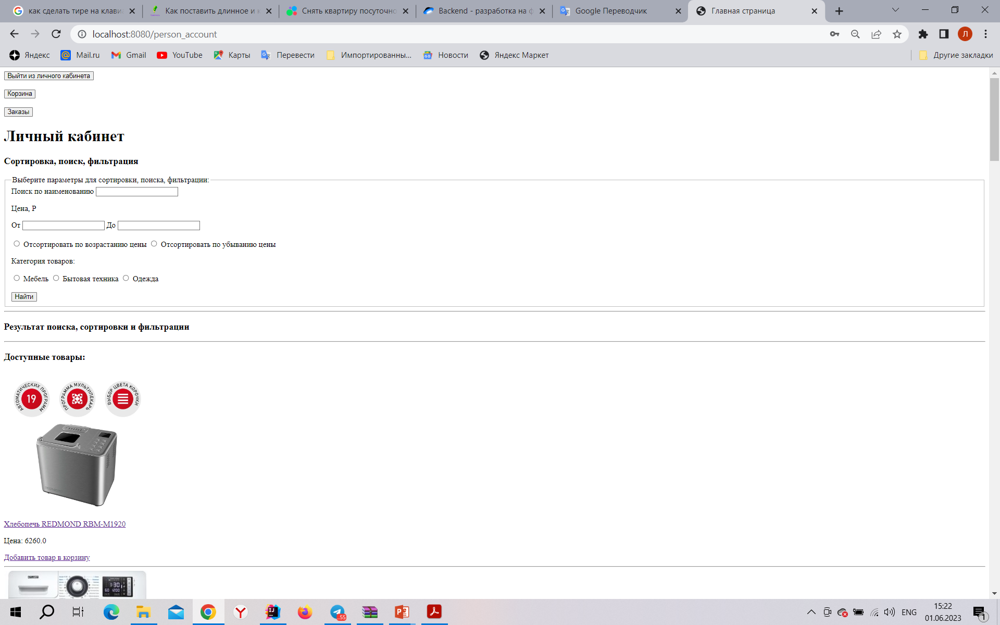 как сделать тире на клави
Как поставить длинное и к
Снять квартиру посуточно
Backend - разработка на ф
Google Переводчик
Главная страница
localhost:8080/person_account
Л
Яндекс
Mail.ru
Gmail
YouTube
Карты
Перевести
Импортированны...
Новости
Яндекс Маркет
Другие закладки
Выйти из личного кабинета
Корзина
Заказы
Личный кабинет
Сортировка, поиск, фильтрация
Выберите параметры для сортировки, поиска, фильтрации:
Поиск по наименованию
Цена, Р
От До
Отсортировать по возрастанию цены Отсортировать по убыванию цены
Категория товаров:
Мебель Бытовая техника Одежда
Найти
Результат поиска, сортировки и фильтрации
Доступные товары:
19 АВТОМАТИЧЕСКИХ ПРОГРАММ
ПРОГРАММА МУЛЬТИПЕКАРЬ
ВЫБОР ЦВЕТА КОРОЧКИ
Хлебопечь REDMOND RBM-M1920
Цена: 6260.0
Добавить товар в корзину
1:30
60 1200
IJ
..55
P
ENG
15:22
01.06.2023
1